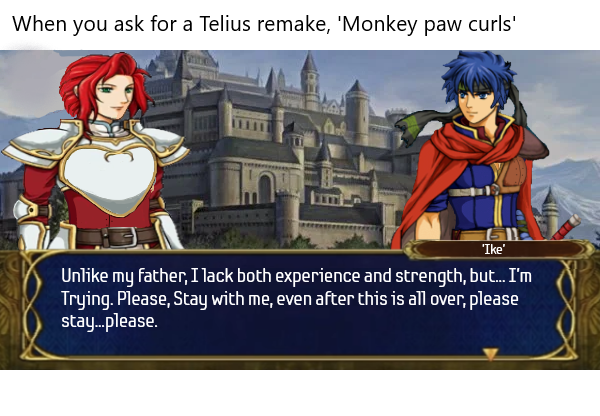 When you ask for a Telius remake, 'Monkey paw curls'
'Ike'
Unlike my father, I lack both experience and strength, but... I'm
Trying. Please, Stay with me, even after this is all over, please
stay...please.